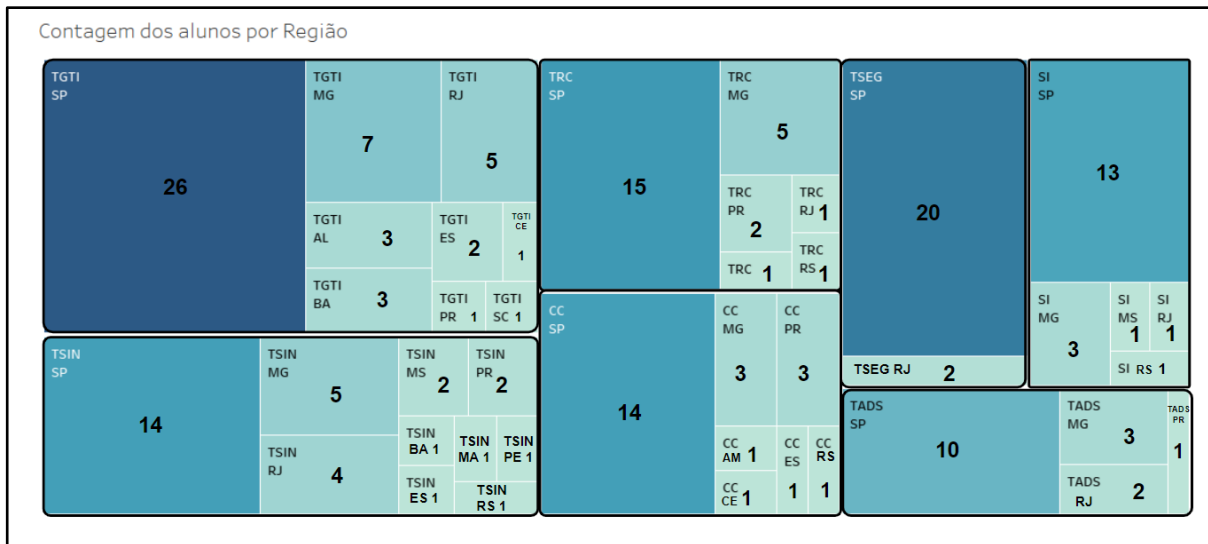 Contagem dos alunos por Região
TGTI
SP
26
TGTI
MG
7
TGTI
RJ
5
TGTI
AL 3
TGTI
BA 3
TGTI
ES 2
TGTI
CE
1
TGTI
PR 1
TGTI
SC 1
TRC
SP
15
TRC
MG
5
TRC
PR
2
TRC
RJ 1
TRC 1
TRC
RS 1
TSEG
SP
20
TSEG RJ 2
SI
SP
13
SI
MG
3
SI
MS
1
SI
RJ
1
SI RS 1
TSIN
SP
14
TSIN
MG
5
TSIN
RJ 4
TSIN
MS
2
TSIN
PR
2
TSIN
BA 1
TSIN
ES 1
TSIN
MA 1
TSIN
PE 1
TSIN
RS 1
CC
SP
14
CC
MG
3
CC
PR
3
CC
AM 1
CC
CE 1
CC
ES
1
CC
RS
1
TADS
SP
10
TADS
MG
3
TADS
RJ 2
TADS
PR
1